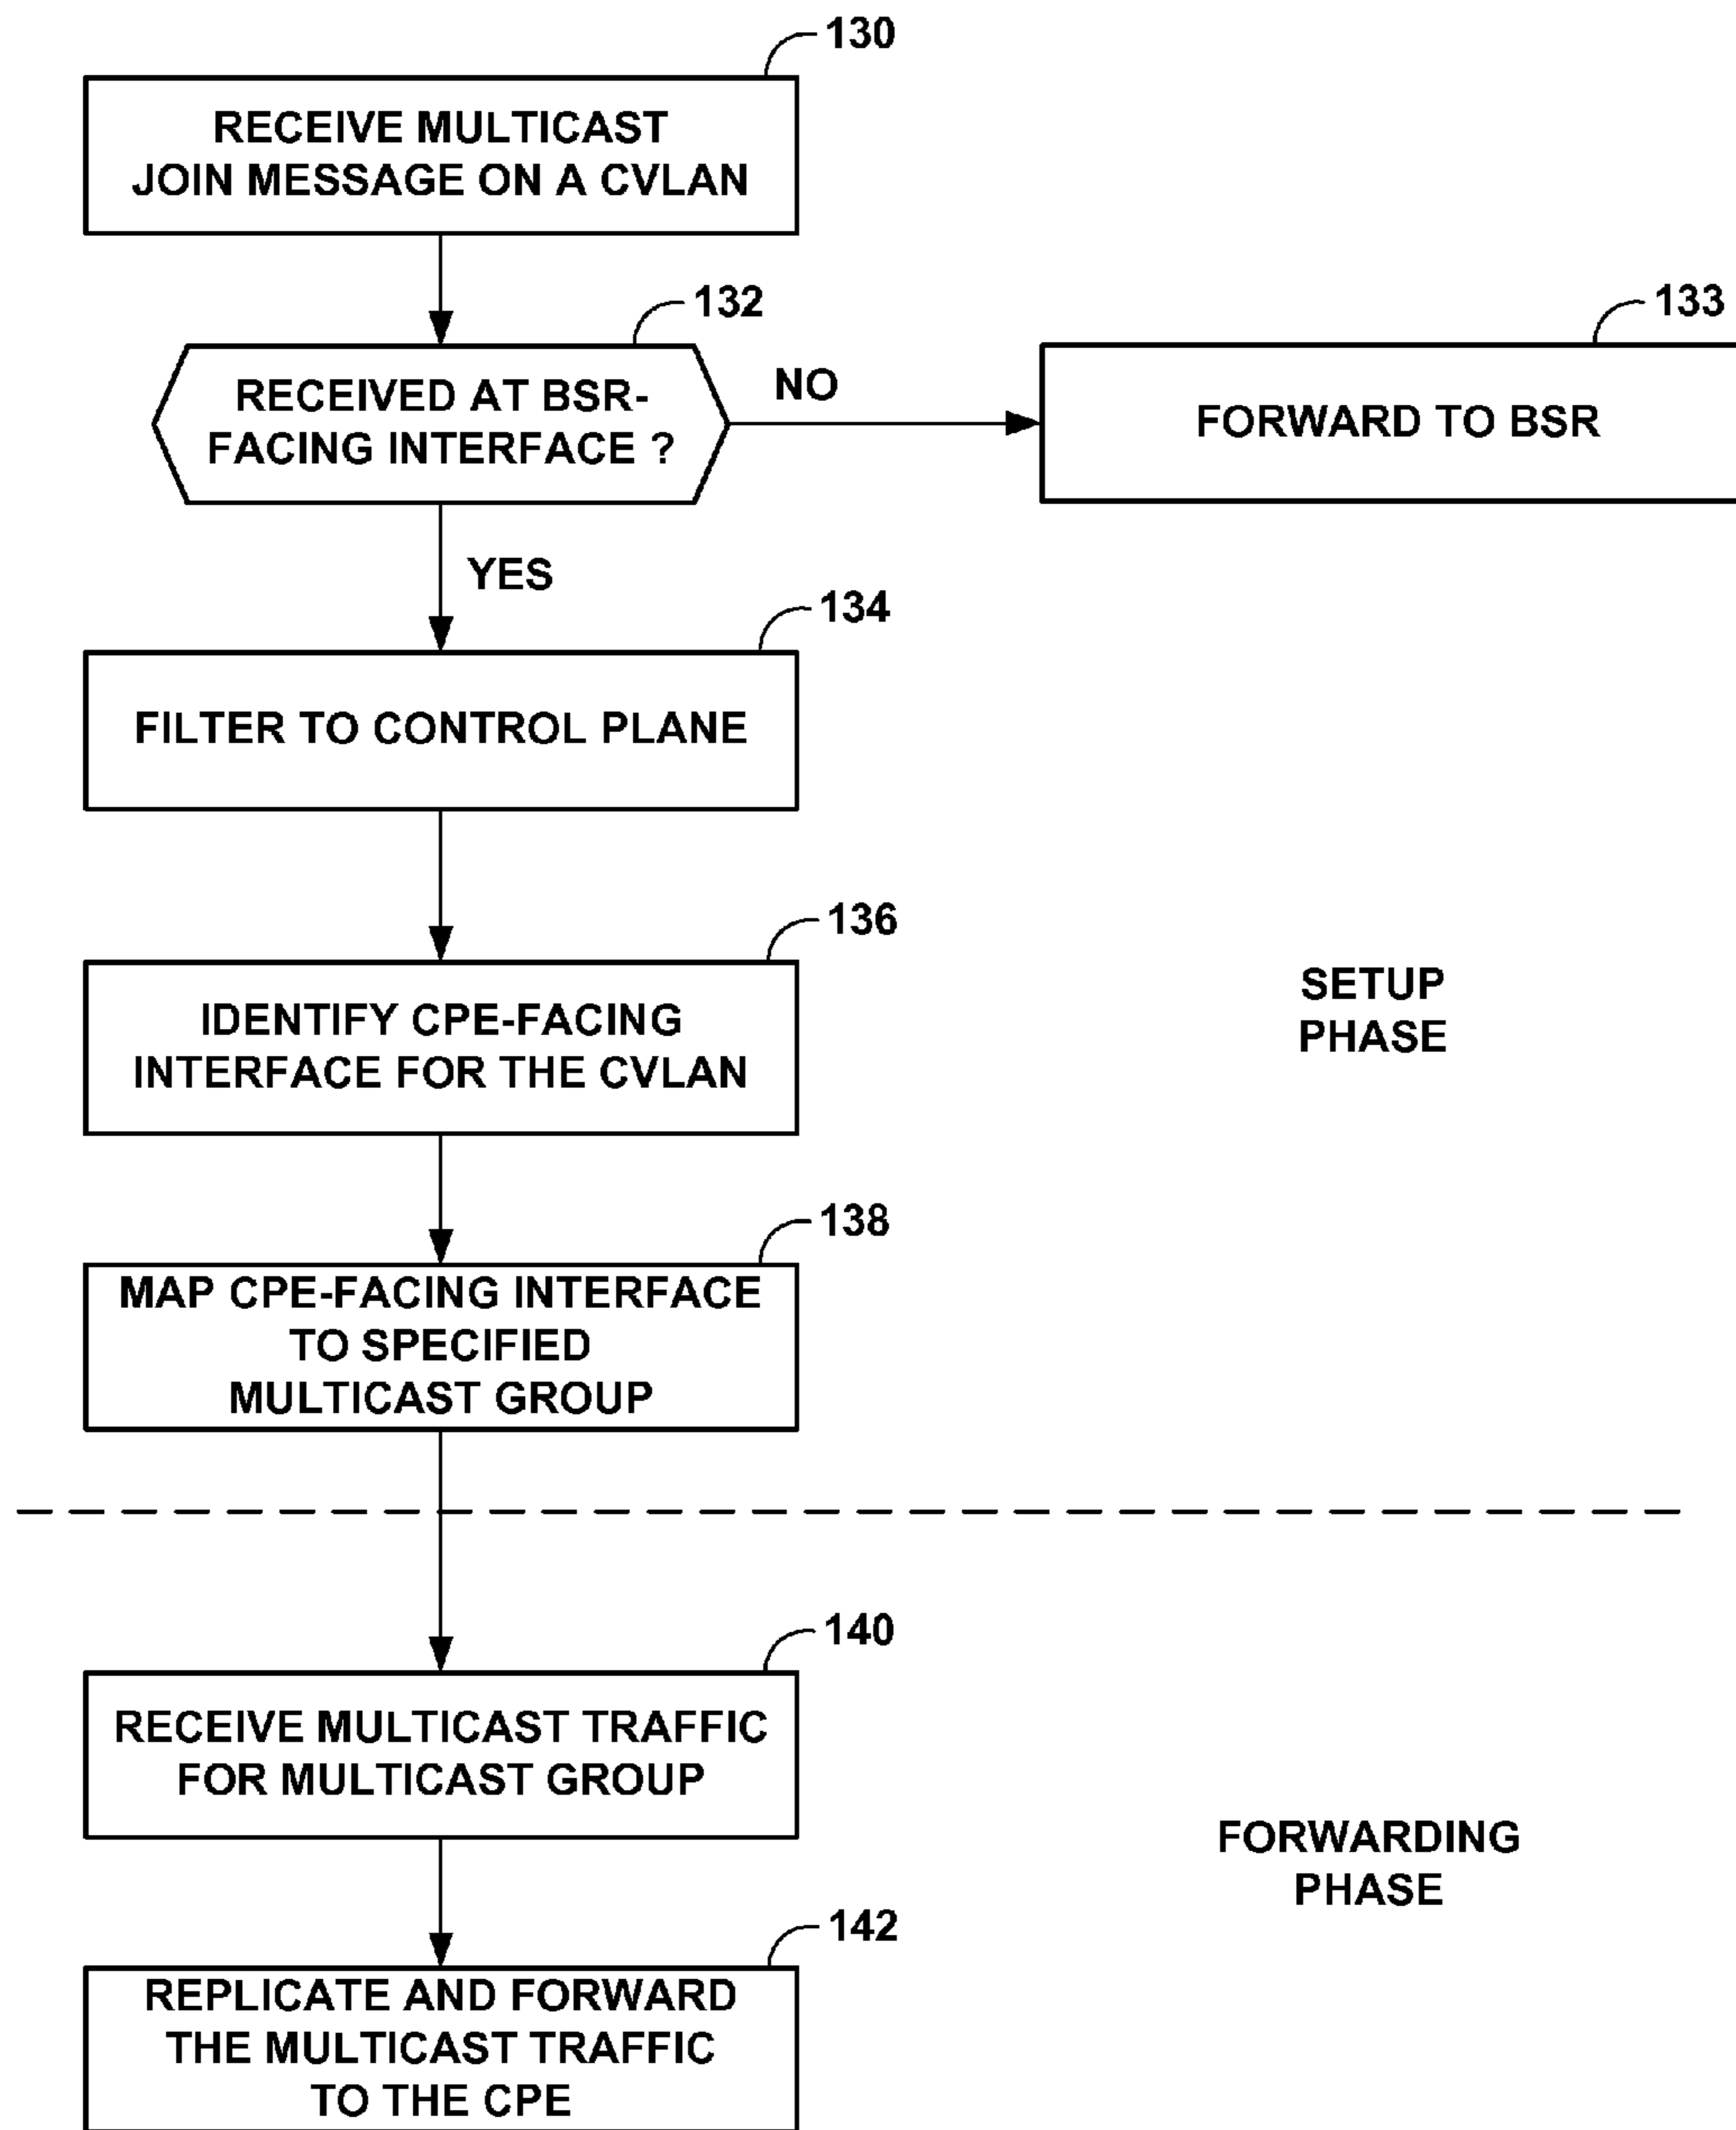 130
RECEIVE MULTICAST
JOIN MESSAGE ON A CVLAN
132
133
RECEIVED AT BSR-
FACING INTERFACE ?
NO
FORWARD TO BSR
YES
134
FILTER TO CONTROL PLANE
136
IDENTIFY CPE-FACING
INTERFACE FOR THE CVLAN
SETUP
PHASE
138
MAP CPE-FACING INTERFACE
TO SPECIFIED
MULTICAST GROUP
140
RECEIVE MULTICAST TRAFFIC
FOR MULTICAST GROUP
FORWARDING
PHASE
142
REPLICATE AND FORWARD
THE MULTICAST TRAFFIC
TO THE CPE